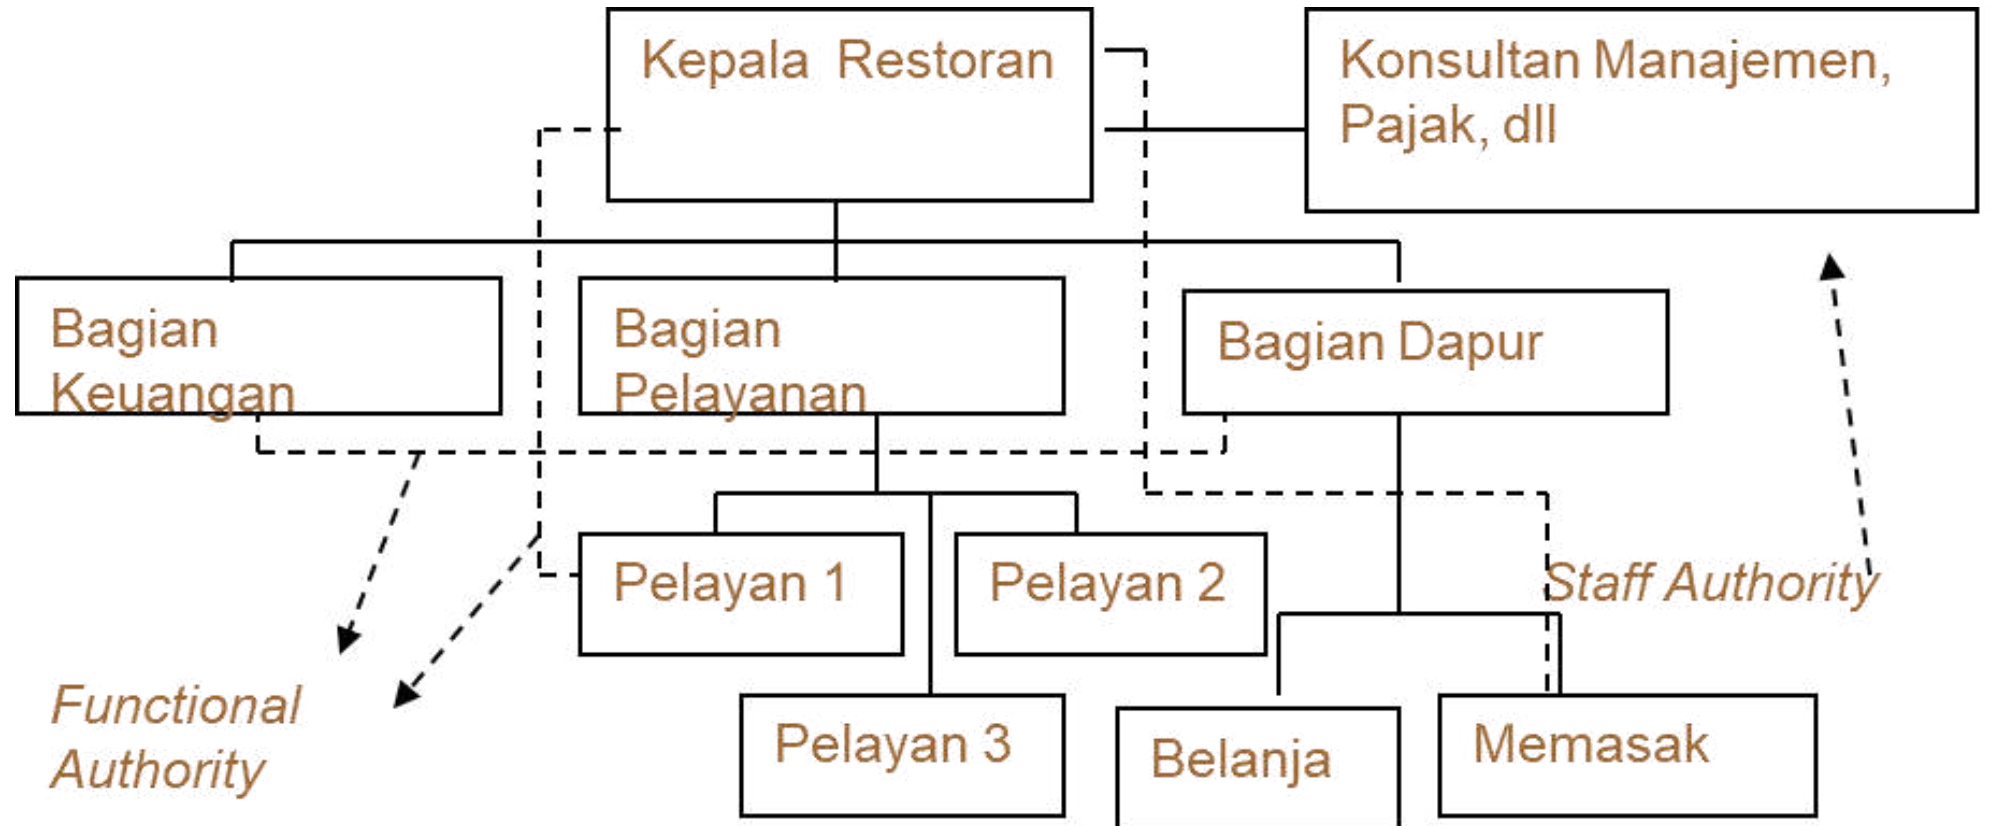 Kepala Restoran
Konsultan Manajemen,
Pajak, dll
Bagian
Keuangan
Bagian
Pelayanan
Bagian Dapur
Pelayan 1
Pelayan 2
Staff Authority
Functional
Authority
Pelayan 3
Belanja
Memasak